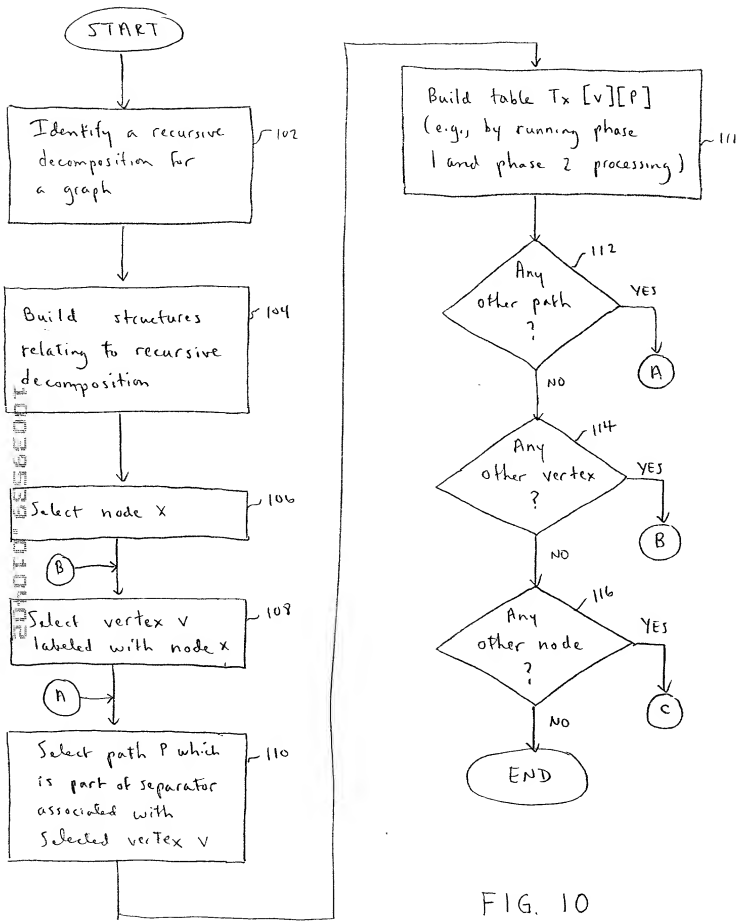 START
Identify a recursive
decomposition for
a graph
102
Build structures
relating to recursive
decomposition
104
Select node x
106
B
Select vertex v
labeled with node x
108
A
Select path P which
is part of separator
associated with
Selected vertex v
110
Build table Tx [v][P]
(e.g., by running phase
1 and phase 2 processing)
111
Any
other path
?
112
YES
A
NO
Any
other vertex
?
114
YES
B
NO
Any
other node
?
116
YES
C
NO
END
FIG. 10